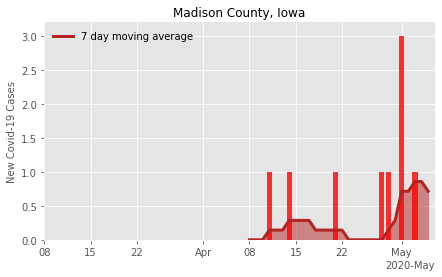 Madison County, Iowa
7 day moving average
New Covid-19 Cases
3.0
2.5
2.0
1.5
1.0
0.5
0.0
08 15 22 Apr 08 15 22 May
2020-May